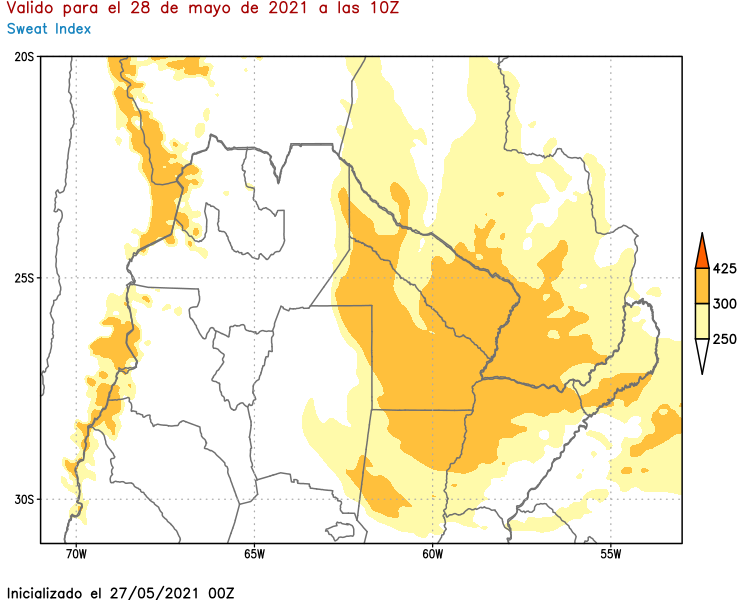 Valido para el 28 de mayo de 2021 a las 10Z
Sweat Index
20S
25S
30S
70W
65W
60W
55W
425
300
250
Inicializado el 27/05/2021 00Z